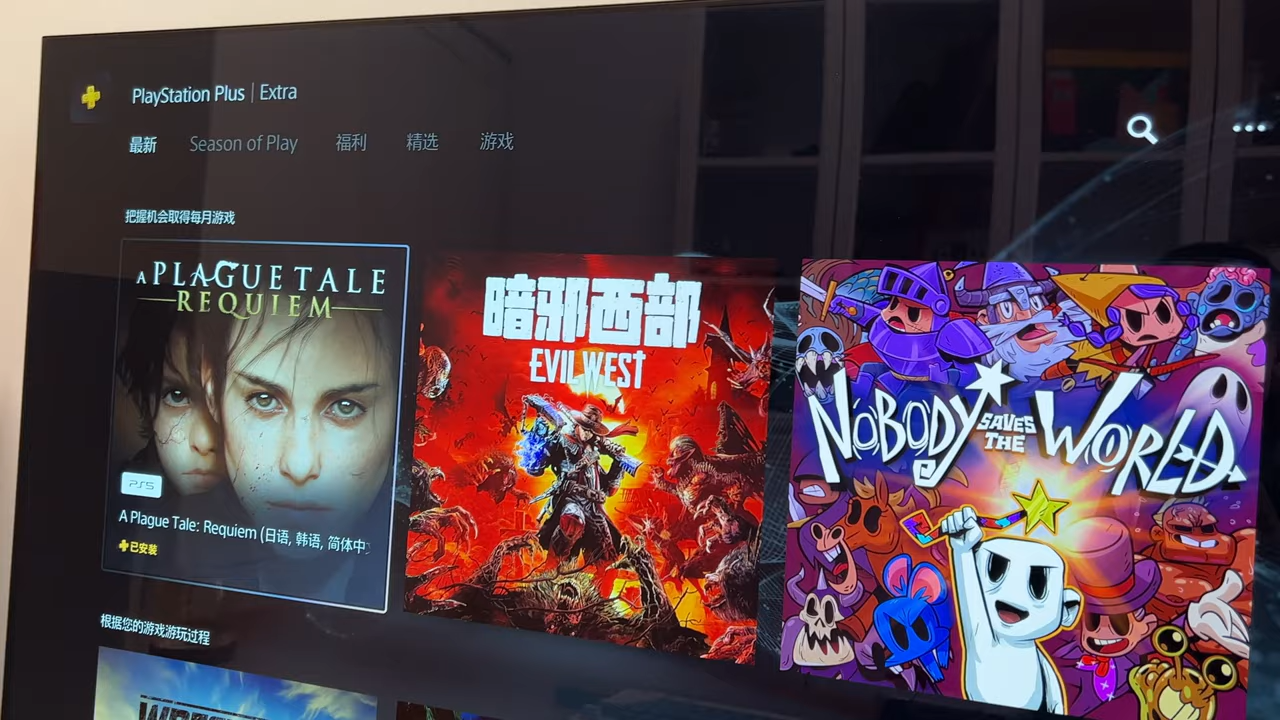 PlayStation Plus | Extra
最新 Season of Play 福利 精选 游戏
把握机会取得每月游戏
A PLAGUE TALE
REQUIEM
PS5
A Plague Tale: Requiem (日语, 韩语, 简体中
已安装
暗邪西部
EVIL WEST
NOBODY SAVES THE WORLD
根据您的游戏游玩过程